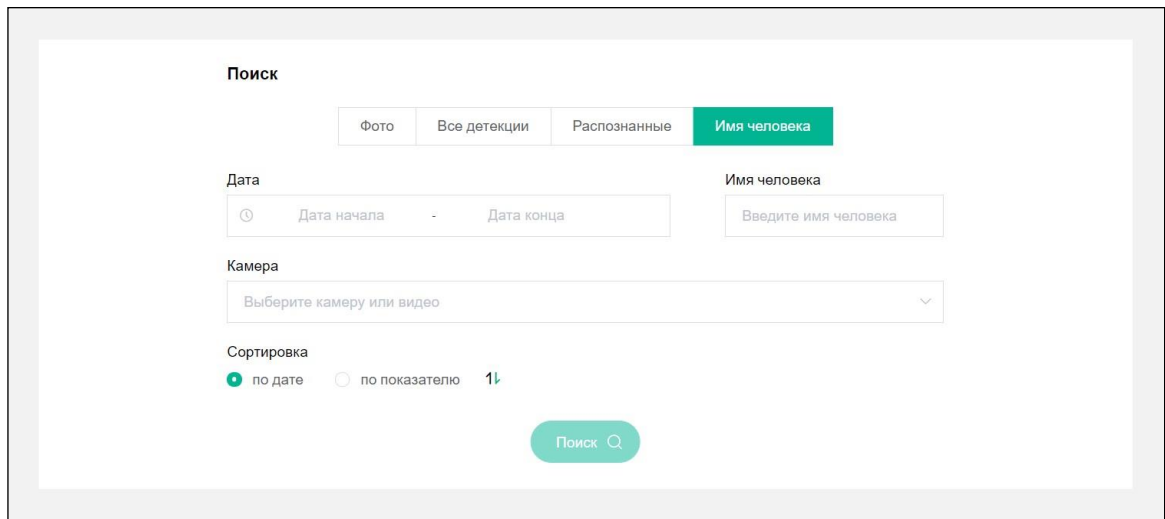 Поиск
Фото Все детекции Распознанные Имя человека
Дата Имя человека
Дата начала - Дата конца Введите имя человека
Камера
Выберите камеру или видео
Сортировка
по дате по показателю
Поиск